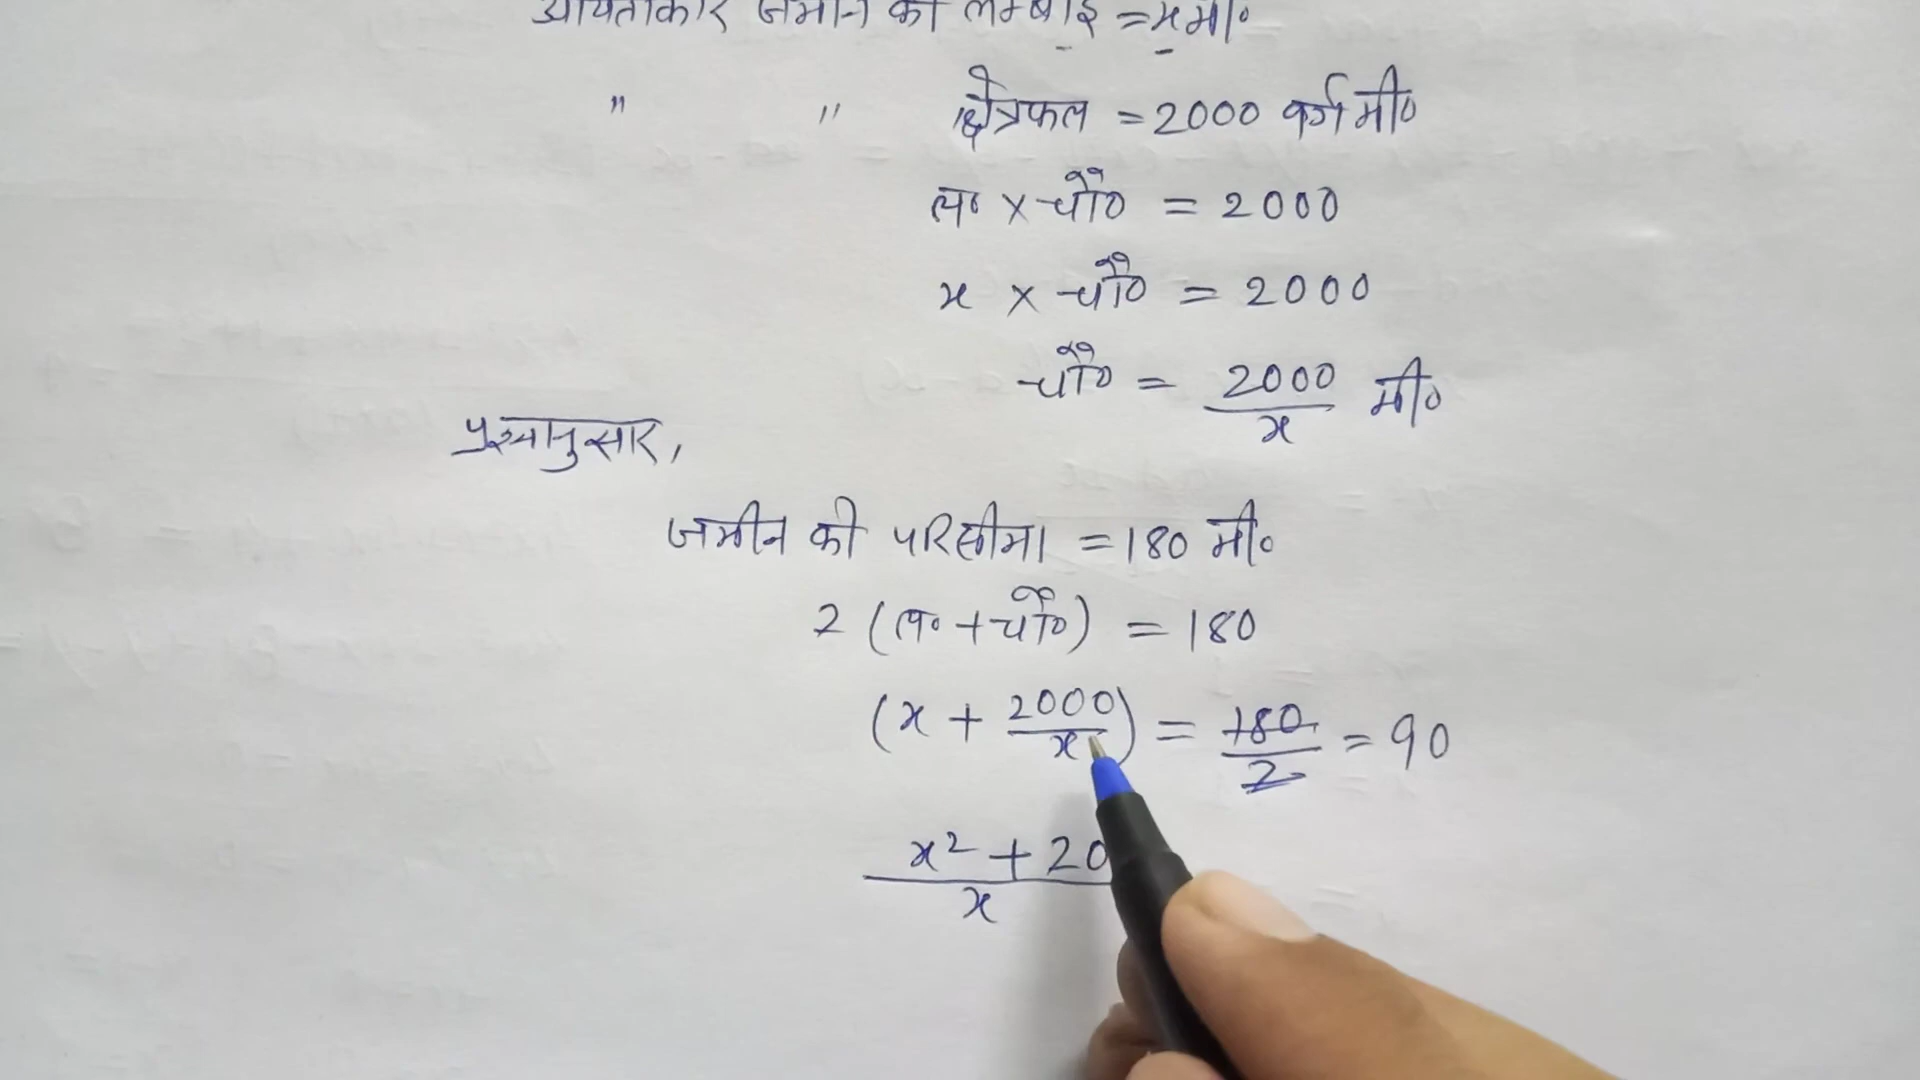 आयताकार जमीन की लम्बाई = x मी०
" " क्षेत्रफल = 2000 वर्ग मी०
ल० × चौ० = 2000
x × चौ० = 2000
चौ० = 2000/x मी०
प्रश्नानुसार,
जमीन की परिसीमा = 180 मी०
2 (ल० + चौ०) = 180
(x + 2000/x) = 180/2 = 90
x² + 20
x